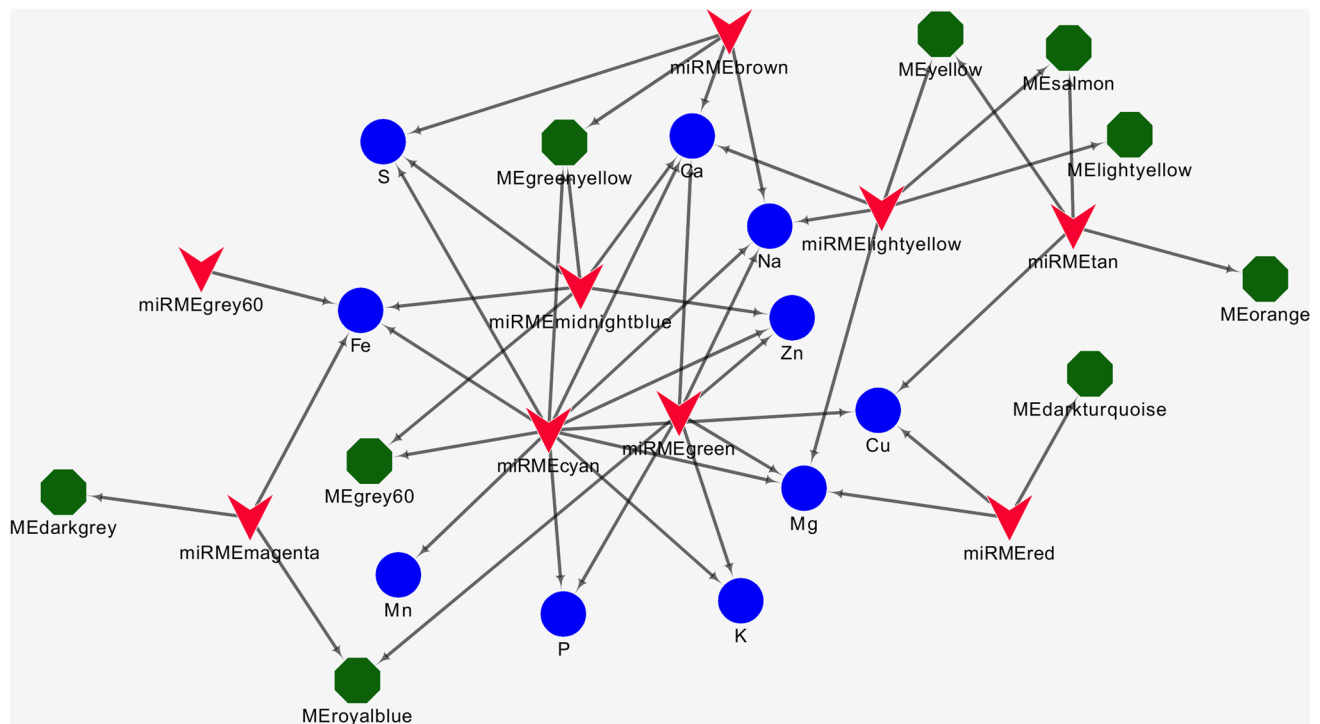 miRMEbrown
MEyellow
MEsalmon
S
MEgreenyellow
Ca
MElightyellow
miRMElightyellow
Na
miRMEtan
miRMEgrey60
MEorange
miRMEmidnightblue
Fe
Zn
MEdarkturquoise
Cu
miRMEgreen
miRMEcyan
MEgrey60
MEdarkgrey
Mg
miRMEmagenta
miRMEred
Mn
K
P
MEroyalblue